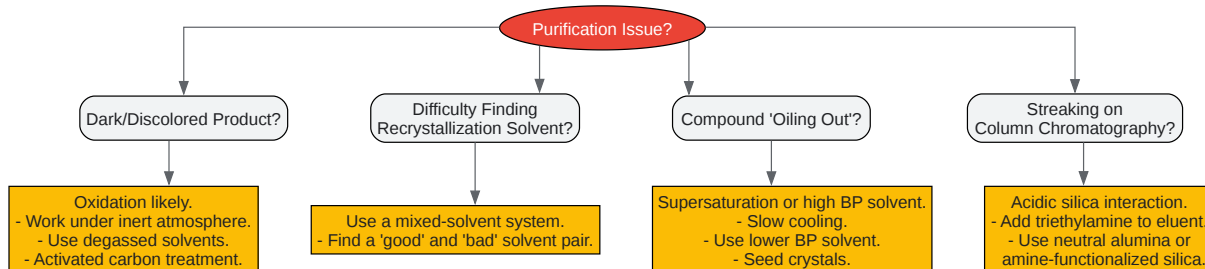 Purification Issue?
Dark/Discolored Product?
Difficulty Finding
Recrystallization Solvent?
Compound 'Oiling Out'?
Streaking on
Column Chromatography?
Oxidation likely.
- Work under inert atmosphere.
- Use degassed solvents.
- Activated carbon treatment.
Use a mixed-solvent system.
- Find a 'good' and 'bad' solvent pair.
Supersaturation or high BP solvent.
- Slow cooling.
- Use lower BP solvent.
- Seed crystals.
Acidic silica interaction.
- Add triethylamine to eluent.
- Use neutral alumina or
amine-functionalized silica.